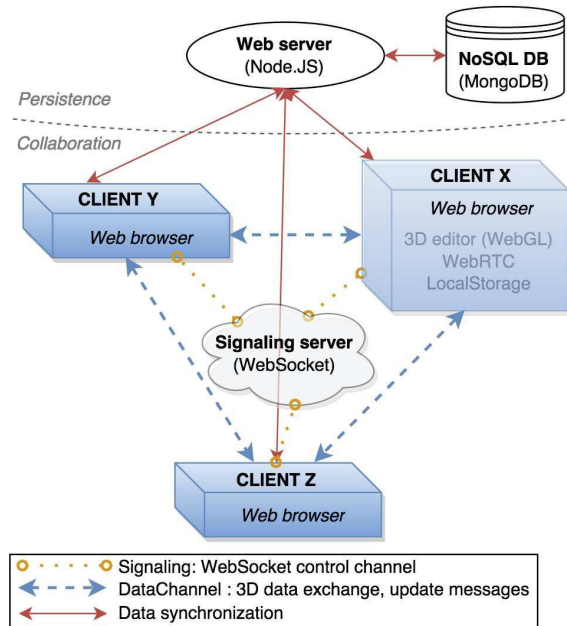 Web server
(Node.JS)
NoSQL DB
(MongoDB)
Persistence
Collaboration
CLIENT Y
Web browser
CLIENT X
Web browser
3D editor (WebGL)
WebRTC
LocalStorage
Signaling server
(WebSocket)
CLIENT Z
Web browser
Signaling: WebSocket control channel
DataChannel : 3D data exchange, update messages
Data synchronization